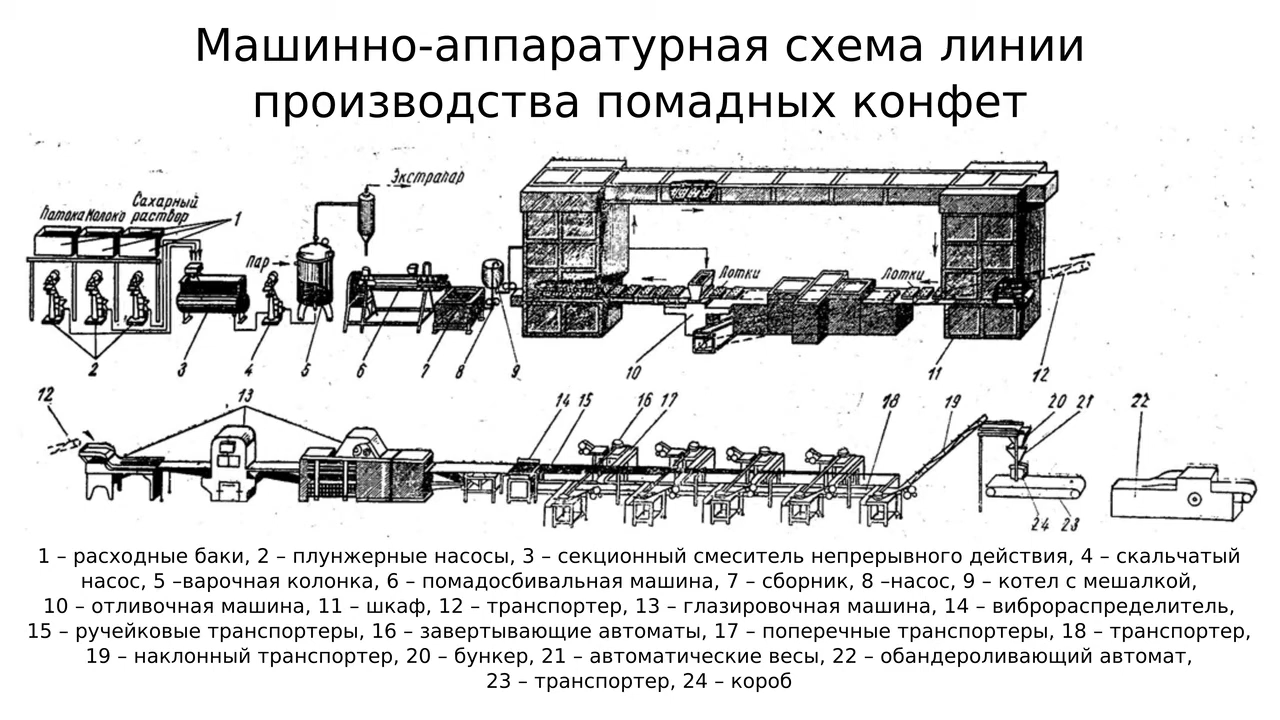 Машинно-аппаратурная схема линии
производства помадных конфет
Экстрапар
Сахарный
Патока Молоко раствор
1
Пар
Лотки
Лотки
2
3
4
5
6
7
8
9
10
11
12
12
13
14
15
16
17
18
19
20
21
22
24
23
1 – расходные баки, 2 – плунжерные насосы, 3 – секционный смеситель непрерывного действия, 4 – скальчатый
насос, 5 –варочная колонка, 6 – помадосбивальная машина, 7 – сборник, 8 –насос, 9 – котел с мешалкой,
10 – отливочная машина, 11 – шкаф, 12 – транспортер, 13 – глазировочная машина, 14 – виброраспределитель,
15 – ручейковые транспортеры, 16 – завертывающие автоматы, 17 – поперечные транспортеры, 18 – транспортер,
19 – наклонный транспортер, 20 – бункер, 21 – автоматические весы, 22 – обандероливающий автомат,
23 – транспортер, 24 – короб